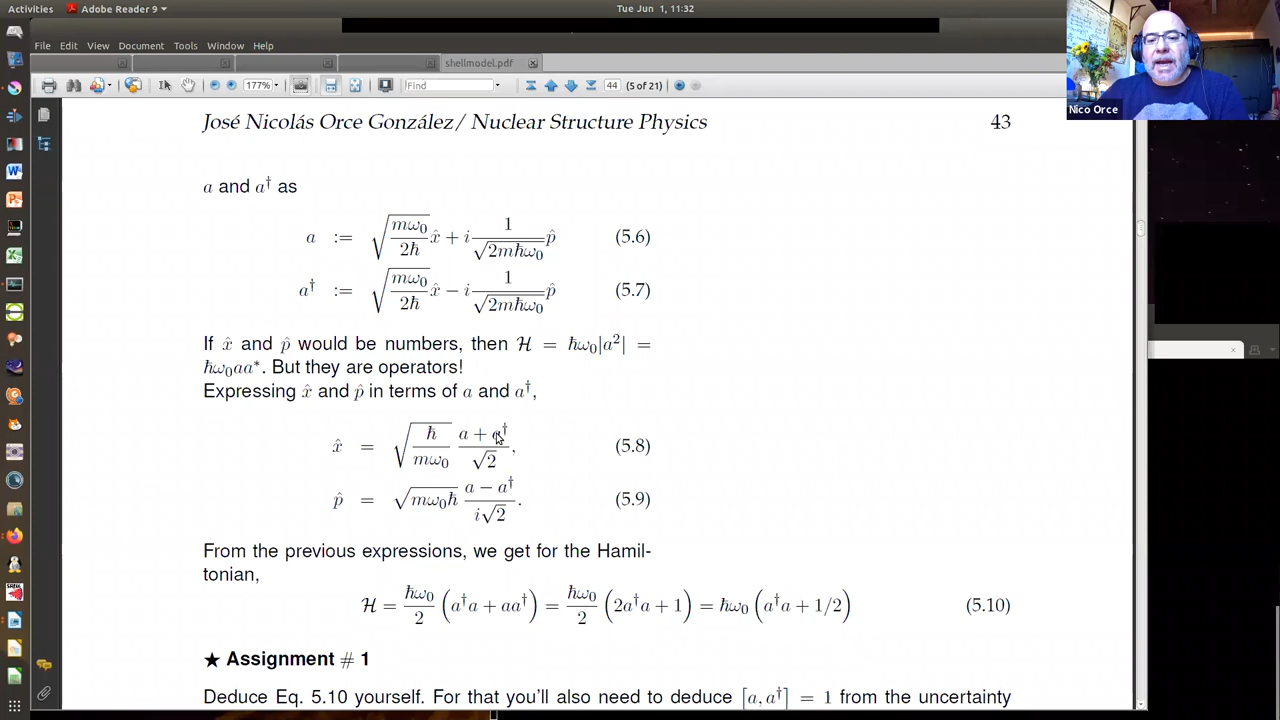 Activities
Adobe Reader 9
Tue Jun 1, 11:32
File Edit View Document Tools Window Help
shellmodel.pdf
177%
Find
44 (5 of 21)
Nico Orce
José Nicolás Orce González/ Nuclear Structure Physics 43
a and a† as
a := √(mω₀/2ħ) x̂ + i 1/√(2mħω₀) p̂ (5.6)
a† := √(mω₀/2ħ) x̂ − i 1/√(2mħω₀) p̂ (5.7)
If x̂ and p̂ would be numbers, then ℋ = ħω₀|a²| =
ħω₀aa*. But they are operators!
Expressing x̂ and p̂ in terms of a and a†,
x̂ = √(ħ/mω₀) (a + a†)/√2, (5.8)
p̂ = √(mω₀ħ) (a − a†)/(i√2). (5.9)
From the previous expressions, we get for the Hamil-
tonian,
ℋ = ħω₀/2 (a†a + aa†) = ħω₀/2 (2a†a + 1) = ħω₀ (a†a + 1/2) (5.10)
★ Assignment # 1
Deduce Eq. 5.10 yourself. For that you'll also need to deduce [a, a†] = 1 from the uncertainty